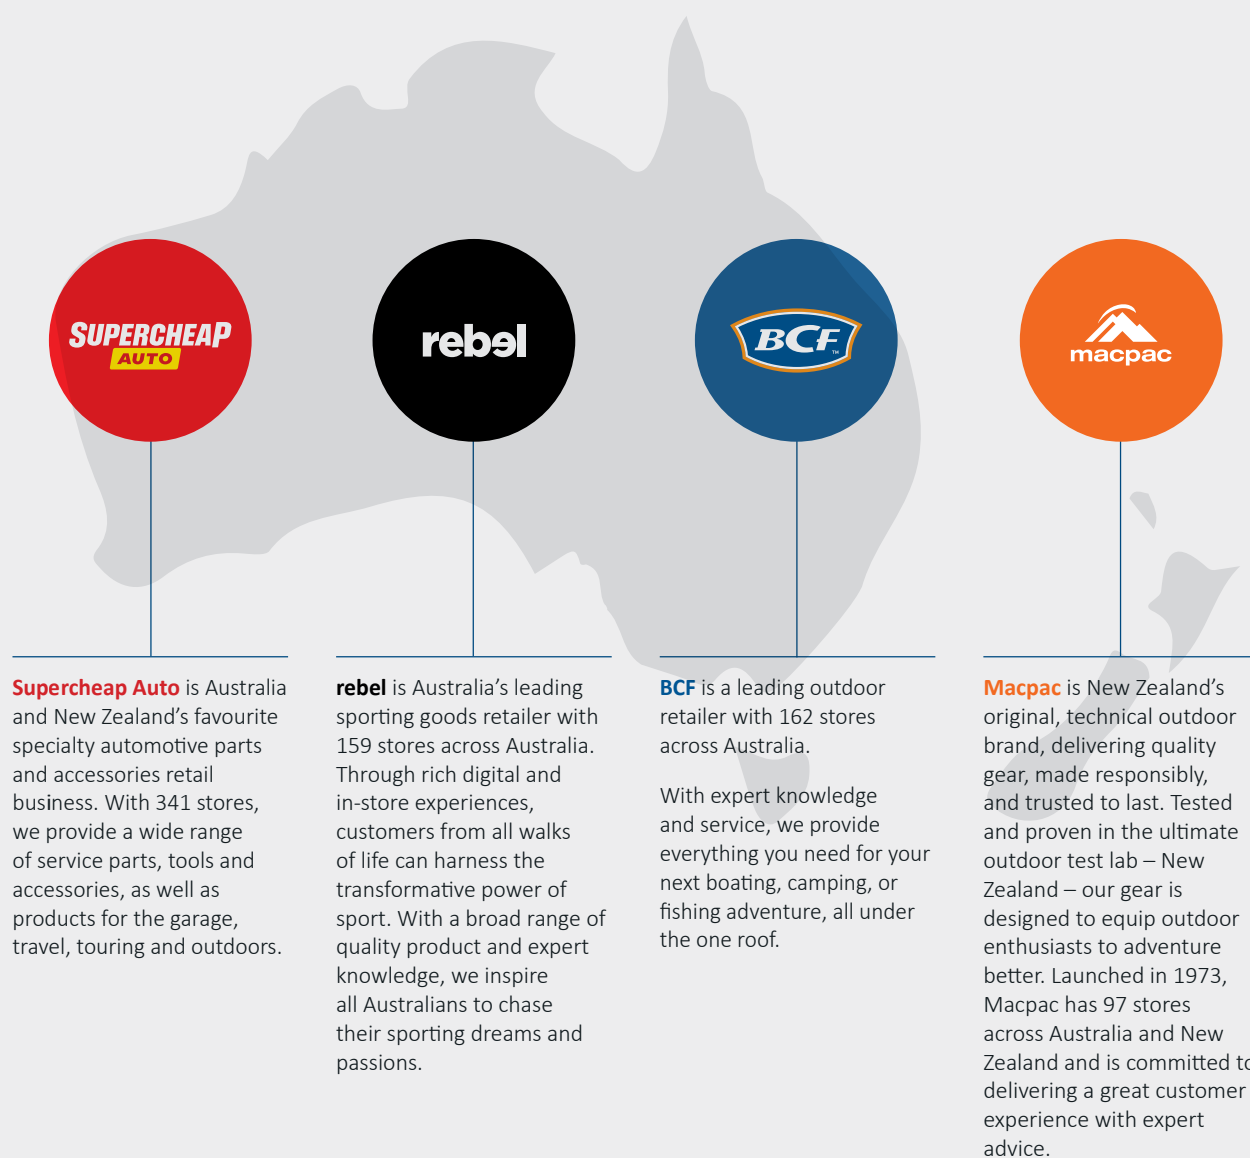 SUPERCHEAP
AUTO
rebel
BCF
™
macpac
Supercheap Auto is Australia
and New Zealand’s favourite
specialty automotive parts
and accessories retail
business. With 341 stores,
we provide a wide range
of service parts, tools and
accessories, as well as
products for the garage,
travel, touring and outdoors.
rebel is Australia’s leading
sporting goods retailer with
159 stores across Australia.
Through rich digital and
in-store experiences,
customers from all walks
of life can harness the
transformative power of
sport. With a broad range of
quality product and expert
knowledge, we inspire
all Australians to chase
their sporting dreams and
passions.
BCF is a leading outdoor
retailer with 162 stores
across Australia.
With expert knowledge
and service, we provide
everything you need for your
next boating, camping, or
fishing adventure, all under
the one roof.
Macpac is New Zealand’s
original, technical outdoor
brand, delivering quality
gear, made responsibly,
and trusted to last. Tested
and proven in the ultimate
outdoor test lab – New
Zealand – our gear is
designed to equip outdoor
enthusiasts to adventure
better. Launched in 1973,
Macpac has 97 stores
across Australia and New
Zealand and is committed to
delivering a great customer
experience with expert
advice.